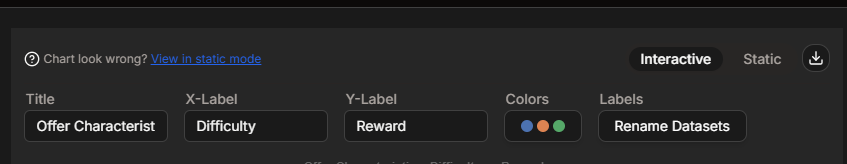 Chart look wrong? View in static mode
Interactive Static
Title X-Label Y-Label Colors Labels
Offer Characterist Difficulty Reward Rename Datasets